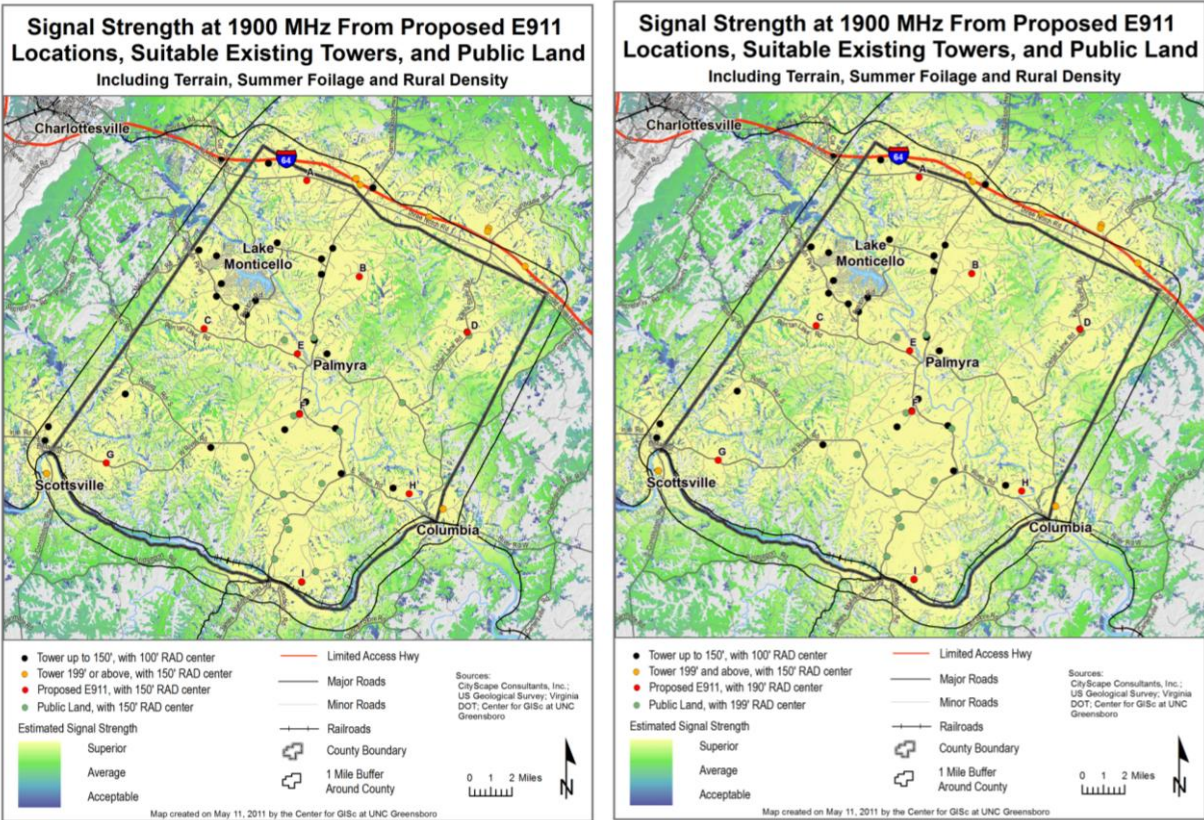 Signal Strength at 1900 MHz From Proposed E911
Locations, Suitable Existing Towers, and Public Land
Including Terrain, Summer Foilage and Rural Density
Charlottesville
64
A
Lake
Monticello
B
C
D
E
Palmyra
F
G
Scottsville
H
Columbia
I
Tower up to 150', with 100' RAD center
Tower 199' or above, with 150' RAD center
Proposed E911, with 150' RAD center
Public Land, with 150' RAD center
Estimated Signal Strength
Superior
Average
Acceptable
Limited Access Hwy
Major Roads
Minor Roads
Railroads
County Boundary
1 Mile Buffer
Around County
Sources:
CityScape Consultants, Inc.;
US Geological Survey; Virginia
DOT; Center for GISc at UNC
Greensboro
0 1 2 Miles
N
Map created on May 11, 2011 by the Center for GISc at UNC Greensboro
Signal Strength at 1900 MHz From Proposed E911
Locations, Suitable Existing Towers, and Public Land
Including Terrain, Summer Foilage and Rural Density
Charlottesville
64
A
Lake
Monticello
B
C
D
E
Palmyra
F
G
Scottsville
H
Columbia
I
Tower up to 150', with 100' RAD center
Tower 199' and above, with 150' RAD center
Proposed E911, with 190' RAD center
Public Land, with 199' RAD center
Estimated Signal Strength
Superior
Average
Acceptable
Limited Access Hwy
Major Roads
Minor Roads
Railroads
County Boundary
1 Mile Buffer
Around County
Sources:
CityScape Consultants, Inc.;
US Geological Survey; Virginia
DOT; Center for GISc at UNC
Greensboro
0 1 2 Miles
N
Map created on May 11, 2011 by the Center for GISc at UNC Greensboro